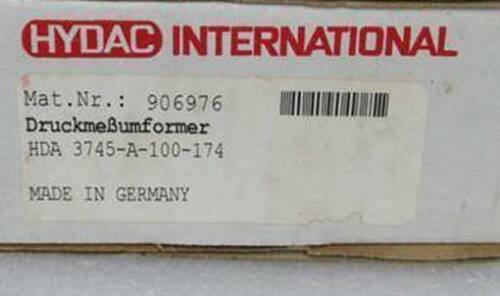 HYDAC INTERNATIONAL
Mat.Nr.: 906976
Druckmeßumformer
HDA 3745-A-100-174
MADE IN GERMANY